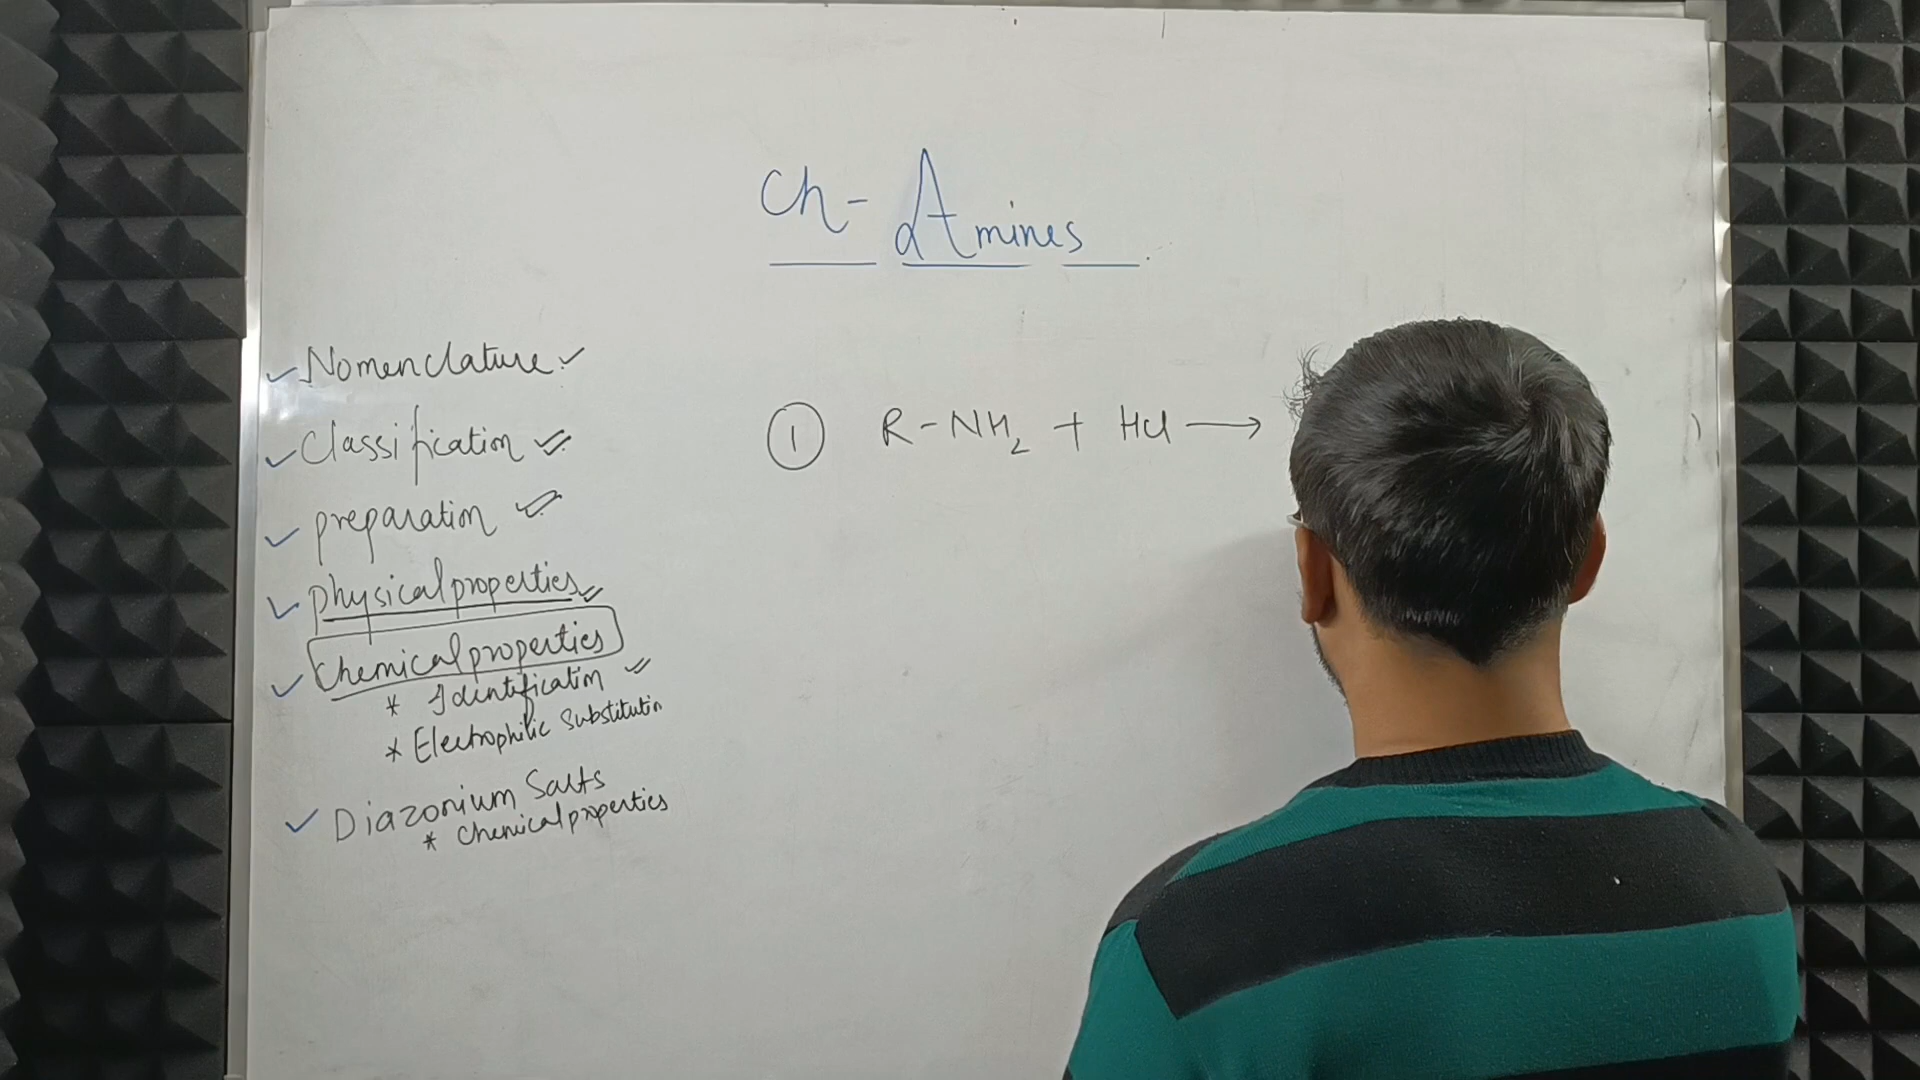 Ch- Amines
✓ Nomenclature ✓
✓ Classification ✓
✓ preparation ✓
✓ physical properties ✓
✓ Chemical properties
* Identification ✓
* Electrophilic Substitution
✓ Diazonium Salts
* Chemical properties
① R-NH₂ + HCl ⟶